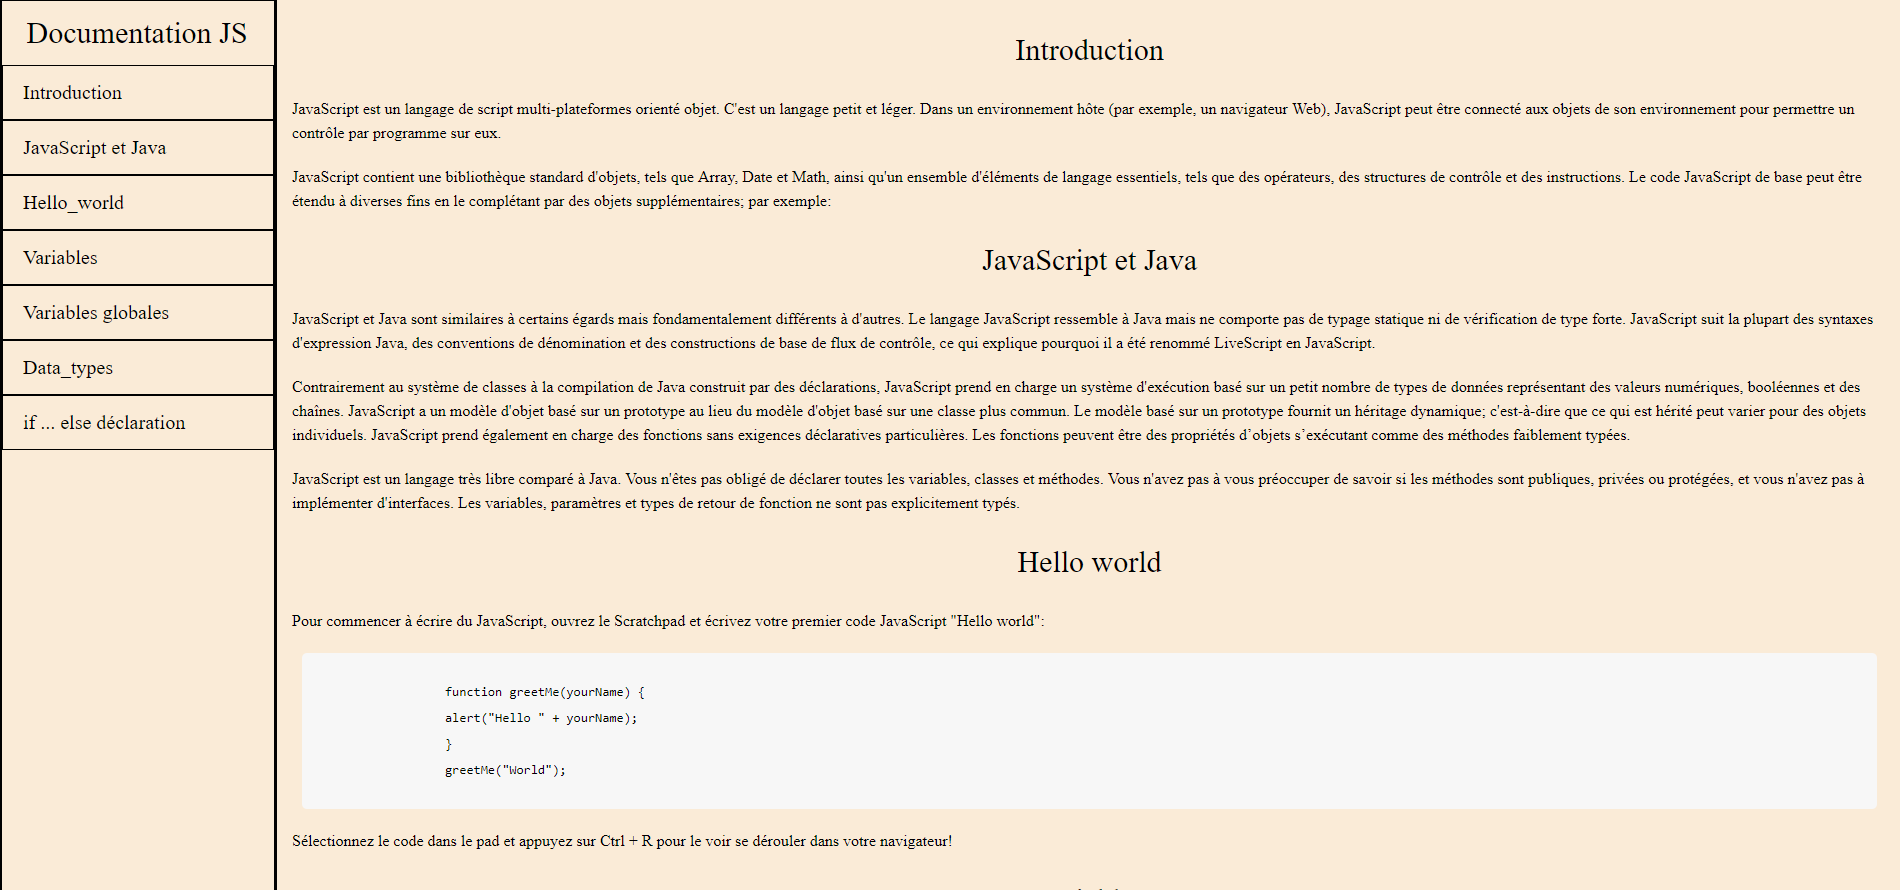 Documentation JS
Introduction
JavaScript et Java
Hello_world
Variables
Variables globales
Data_types
if ... else déclaration
Introduction
JavaScript est un langage de script multi-plateformes orienté objet. C'est un langage petit et léger. Dans un environnement hôte (par exemple, un navigateur Web), JavaScript peut être connecté aux objets de son environnement pour permettre un
contrôle par programme sur eux.
JavaScript contient une bibliothèque standard d'objets, tels que Array, Date et Math, ainsi qu'un ensemble d'éléments de langage essentiels, tels que des opérateurs, des structures de contrôle et des instructions. Le code JavaScript de base peut être
étendu à diverses fins en le complétant par des objets supplémentaires; par exemple:
JavaScript et Java
JavaScript et Java sont similaires à certains égards mais fondamentalement différents à d'autres. Le langage JavaScript ressemble à Java mais ne comporte pas de typage statique ni de vérification de type forte. JavaScript suit la plupart des syntaxes
d'expression Java, des conventions de dénomination et des constructions de base de flux de contrôle, ce qui explique pourquoi il a été renommé LiveScript en JavaScript.
Contrairement au système de classes à la compilation de Java construit par des déclarations, JavaScript prend en charge un système d'exécution basé sur un petit nombre de types de données représentant des valeurs numériques, booléennes et des
chaînes. JavaScript a un modèle d'objet basé sur un prototype au lieu du modèle d'objet basé sur une classe plus commun. Le modèle basé sur un prototype fournit un héritage dynamique; c'est-à-dire que ce qui est hérité peut varier pour des objets
individuels. JavaScript prend également en charge des fonctions sans exigences déclaratives particulières. Les fonctions peuvent être des propriétés d’objets s’exécutant comme des méthodes faiblement typées.
JavaScript est un langage très libre comparé à Java. Vous n'êtes pas obligé de déclarer toutes les variables, classes et méthodes. Vous n'avez pas à vous préoccuper de savoir si les méthodes sont publiques, privées ou protégées, et vous n'avez pas à
implémenter d'interfaces. Les variables, paramètres et types de retour de fonction ne sont pas explicitement typés.
Hello world
Pour commencer à écrire du JavaScript, ouvrez le Scratchpad et écrivez votre premier code JavaScript "Hello world":
function greetMe(yourName) {
alert("Hello " + yourName);
}
greetMe("World");
Sélectionnez le code dans le pad et appuyez sur Ctrl + R pour le voir se dérouler dans votre navigateur!